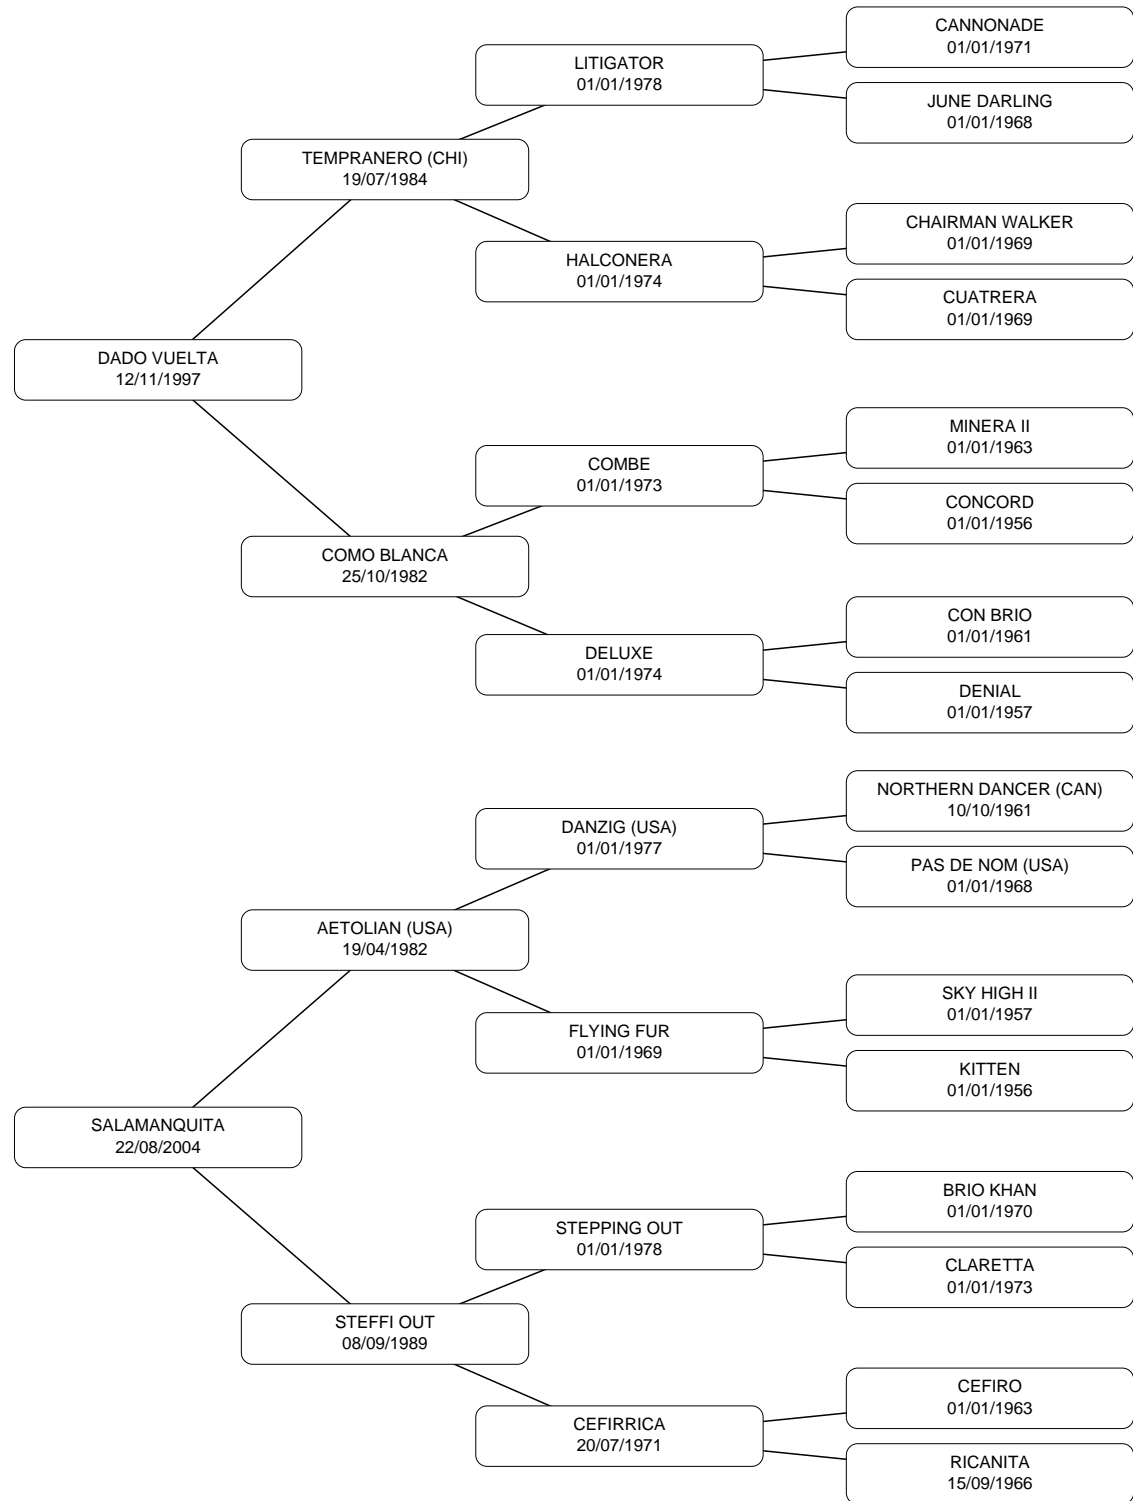 CANNONADE
01/01/1971
LITIGATOR
01/01/1978
JUNE DARLING
01/01/1968
TEMPRANERO (CHI)
19/07/1984
CHAIRMAN WALKER
01/01/1969
HALCONERA
01/01/1974
CUATRERA
01/01/1969
DADO VUELTA
12/11/1997
MINERA II
01/01/1963
COMBE
01/01/1973
CONCORD
01/01/1956
COMO BLANCA
25/10/1982
CON BRIO
01/01/1961
DELUXE
01/01/1974
DENIAL
01/01/1957
NORTHERN DANCER (CAN)
10/10/1961
DANZIG (USA)
01/01/1977
PAS DE NOM (USA)
01/01/1968
AETOLIAN (USA)
19/04/1982
SKY HIGH II
01/01/1957
FLYING FUR
01/01/1969
KITTEN
01/01/1956
SALAMANQUITA
22/08/2004
BRIO KHAN
01/01/1970
STEPPING OUT
01/01/1978
CLARETTA
01/01/1973
STEFFI OUT
08/09/1989
CEFIRO
01/01/1963
CEFIRRICA
20/07/1971
RICANITA
15/09/1966